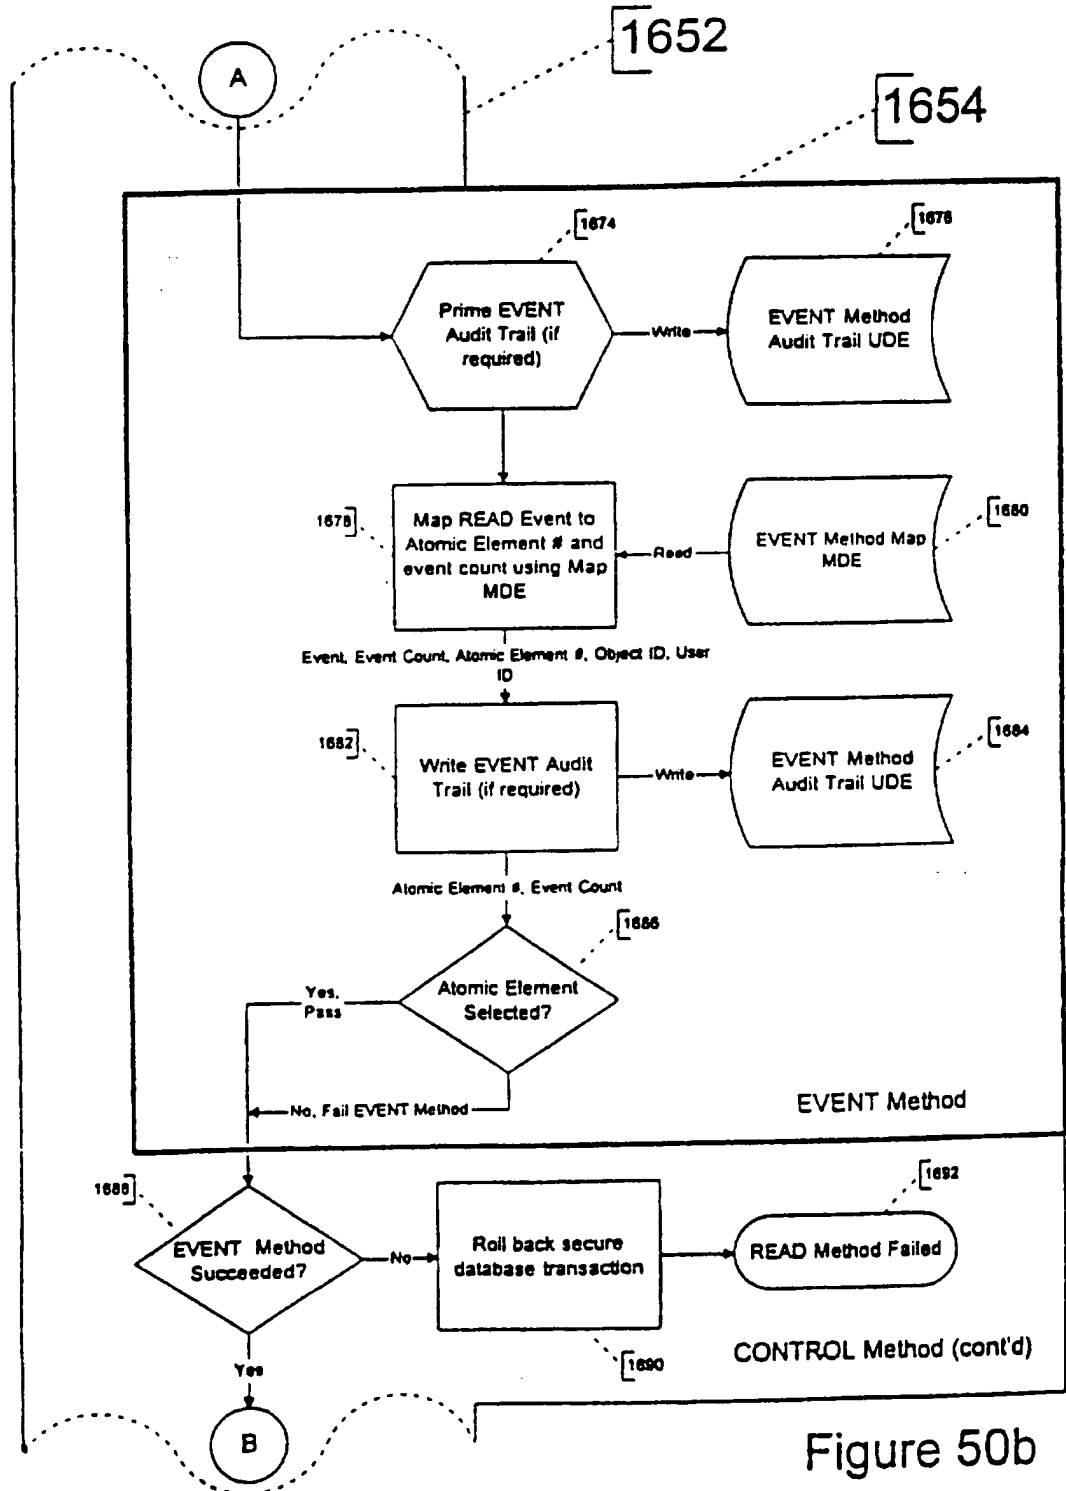 1652
A
1654
1674
1676
Prime EVENT
Audit Trail (if
required)
Write
EVENT Method
Audit Trail UDE
1678
Map READ Event to
Atomic Element # and
event count using Map
MDE
Read
EVENT Method Map
MDE
1680
Event, Event Count, Atomic Element #, Object ID, User
ID
1682
Write EVENT Audit
Trail (if required)
Write
EVENT Method
Audit Trail UDE
1684
Atomic Element #, Event Count
1686
Atomic Element
Selected?
Yes,
Pass
No, Fail EVENT Method
EVENT Method
1688
EVENT Method
Succeeded?
No
Roll back secure
database transaction
1692
READ Method Failed
1690
CONTROL Method (cont'd)
Yes
B
Figure 50b